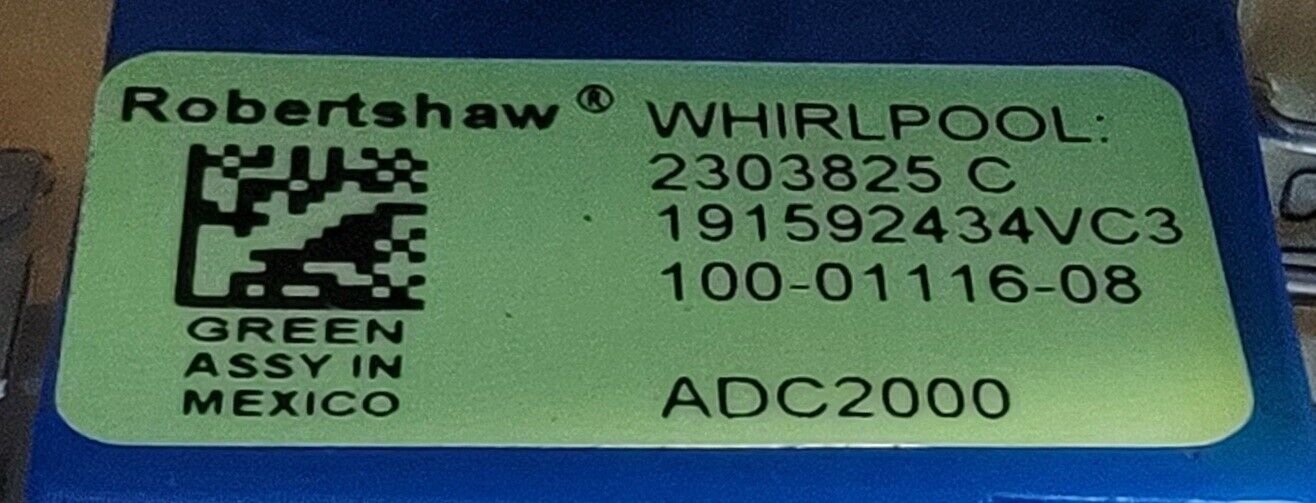 Robertshaw®
GREEN
ASSY IN
MEXICO
WHIRLPOOL:
2303825 C
191592434VC3
100-01116-08
ADC2000